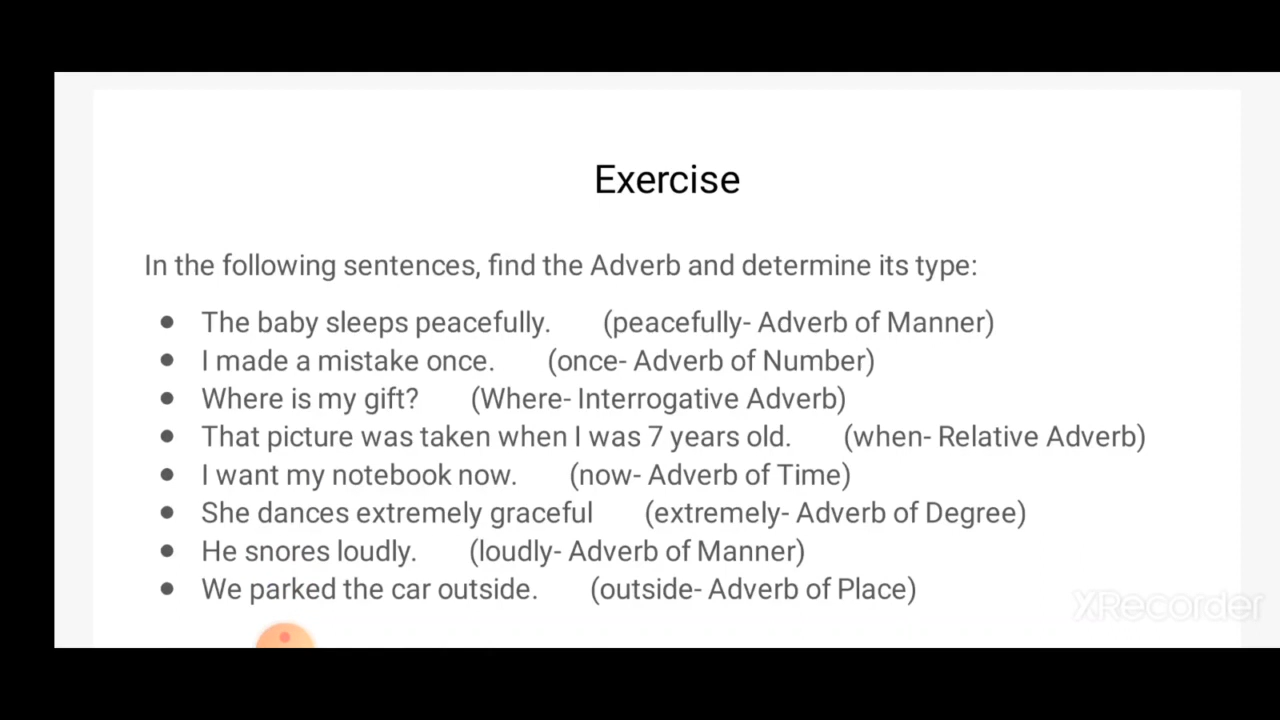 Exercise
In the following sentences, find the Adverb and determine its type:
● The baby sleeps peacefully. (peacefully- Adverb of Manner)
● I made a mistake once. (once- Adverb of Number)
● Where is my gift? (Where- Interrogative Adverb)
● That picture was taken when I was 7 years old. (when- Relative Adverb)
● I want my notebook now. (now- Adverb of Time)
● She dances extremely graceful (extremely- Adverb of Degree)
● He snores loudly. (loudly- Adverb of Manner)
● We parked the car outside. (outside- Adverb of Place)
XRecorder